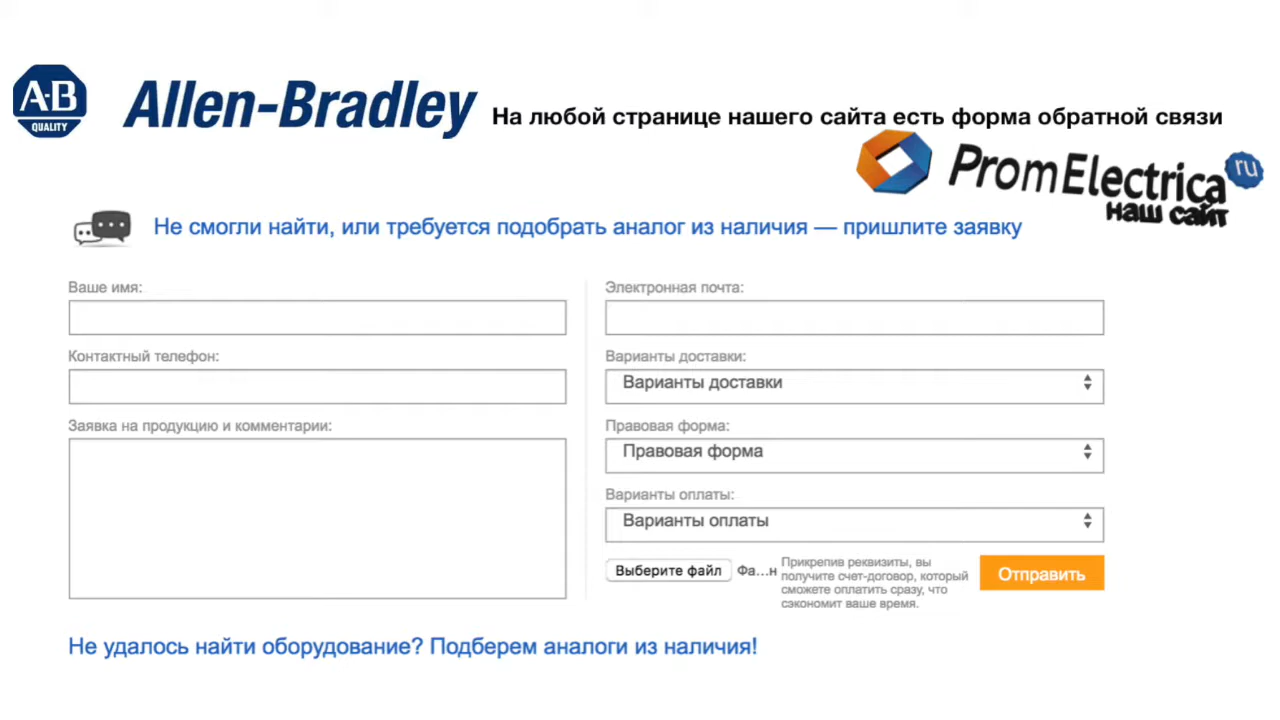 A-B
QUALITY
Allen-Bradley
На любой странице нашего сайта есть форма обратной связи
PromElectrica ru
наш сайт
Не смогли найти, или требуется подобрать аналог из наличия — пришлите заявку
Ваше имя:
Электронная почта:
Контактный телефон:
Варианты доставки:
Варианты доставки
Заявка на продукцию и комментарии:
Правовая форма:
Правовая форма
Варианты оплаты:
Варианты оплаты
Выберите файл Фа...н
Прикрепив реквизиты, вы
получите счет-договор, который
сможете оплатить сразу, что
сэкономит ваше время.
Отправить
Не удалось найти оборудование? Подберем аналоги из наличия!